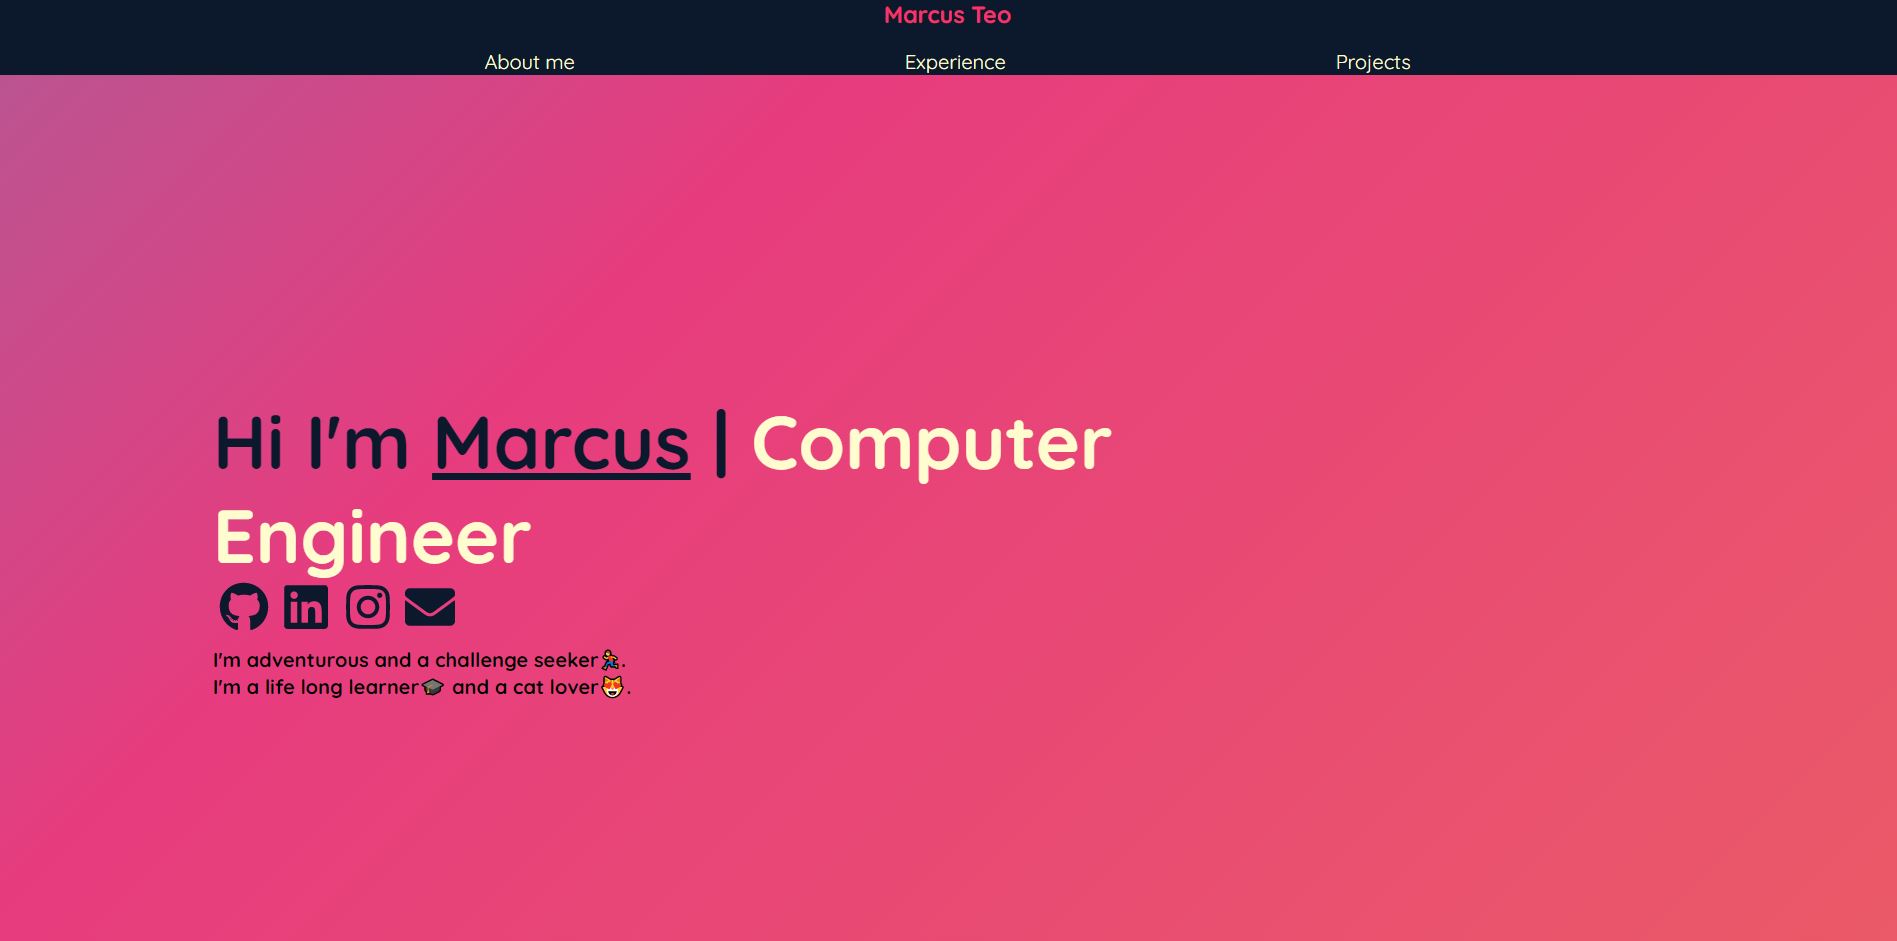 Marcus Teo
About me Experience Projects
Hi I'm Marcus | Computer
Engineer
I'm adventurous and a challenge seeker🏃.
I'm a life long learner🎓 and a cat lover😻.